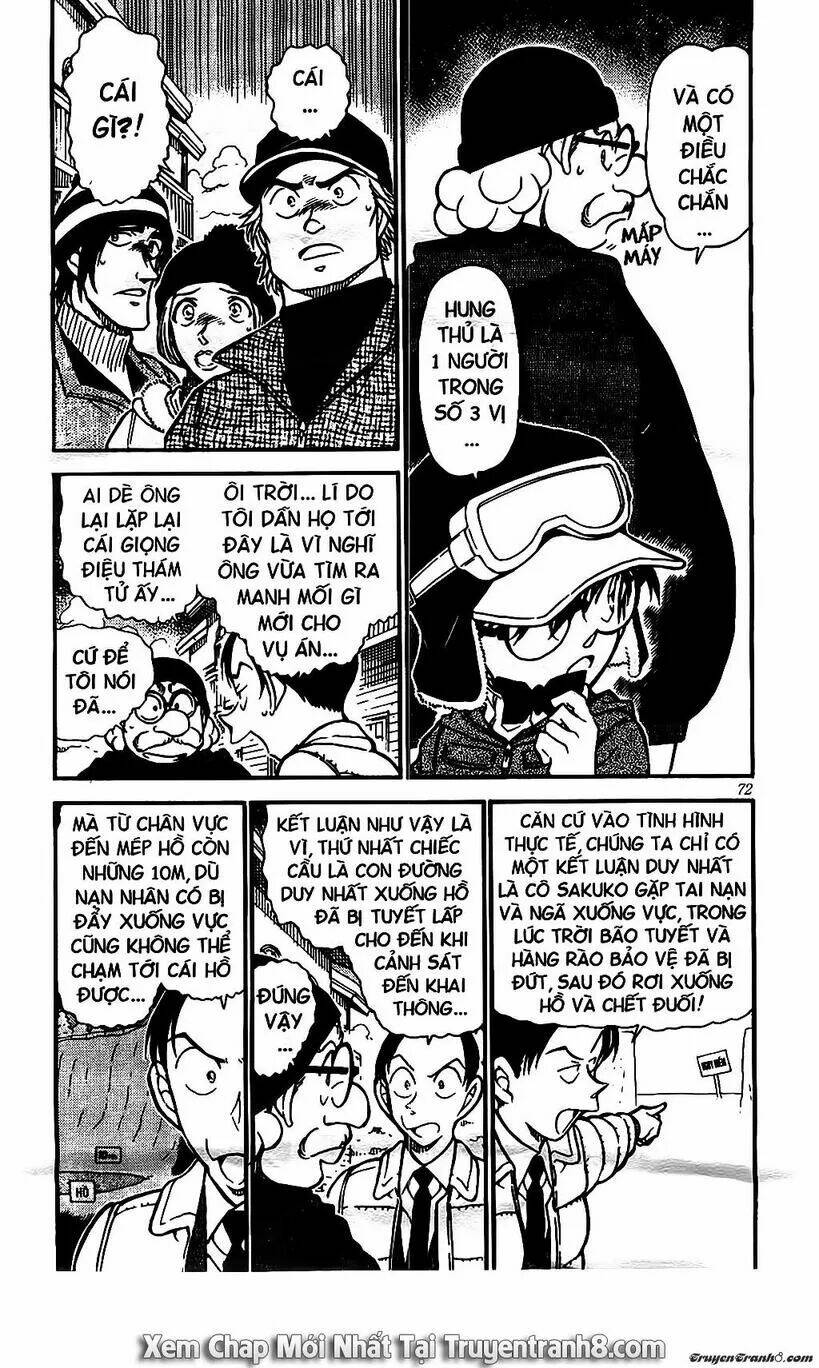 VÀ CÓ
MỘT
ĐIỀU
CHẮC
CHẮN
...
MẤP
MÁY
HUNG
THỦ LÀ
1 NGƯỜI
TRONG
SỐ 3 VỊ
...
CÁI
...
CÁI
GÌ?!
ÔI TRỜI... LÍ DO
TÔI DẪN HỌ TỚI
ĐÂY LÀ VÌ NGHĨ
ÔNG VỪA TÌM RA
MANH MỐI GÌ
MỚI CHO
VỤ ÁN...
AI DÈ ÔNG
LẠI LẶP LẠI
CÁI GIỌNG
ĐIỆU THÁM
TỬ ẤY...
CỨ ĐỂ
TÔI NÓI
ĐÃ...
72
CĂN CỨ VÀO TÌNH HÌNH
THỰC TẾ, CHÚNG TA CHỈ CÓ
MỘT KẾT LUẬN DUY NHẤT
LÀ CÔ SAKUKO GẶP TAI NẠN
VÀ NGÃ XUỐNG VỰC, TRONG
LÚC TRỜI BÃO TUYẾT VÀ
HÀNG RÀO BẢO VỆ ĐÃ BỊ
ĐỨT, SAU ĐÓ RƠI XUỐNG
HỒ VÀ CHẾT ĐUỐI!
KẾT LUẬN NHƯ VẬY LÀ
VÌ, THỨ NHẤT CHIẾC
CẦU LÀ CON ĐƯỜNG
DUY NHẤT XUỐNG HỒ
ĐÃ BỊ TUYẾT LẤP
CHO ĐẾN KHI
CẢNH SÁT
ĐẾN KHAI
THÔNG...
ĐÚNG
VẬY
...
MÀ TỪ CHÂN VỰC
ĐẾN MÉP HỒ CÒN
NHỮNG 10M, DÙ
NẠN NHÂN CÓ BỊ
ĐẨY XUỐNG VỰC
CŨNG KHÔNG THỂ
CHẠM TỚI CÁI HỒ
ĐƯỢC...
HỒ
Xem Chap Mới Nhất Tại Truyentranh8.com
TruyenTranh8.com